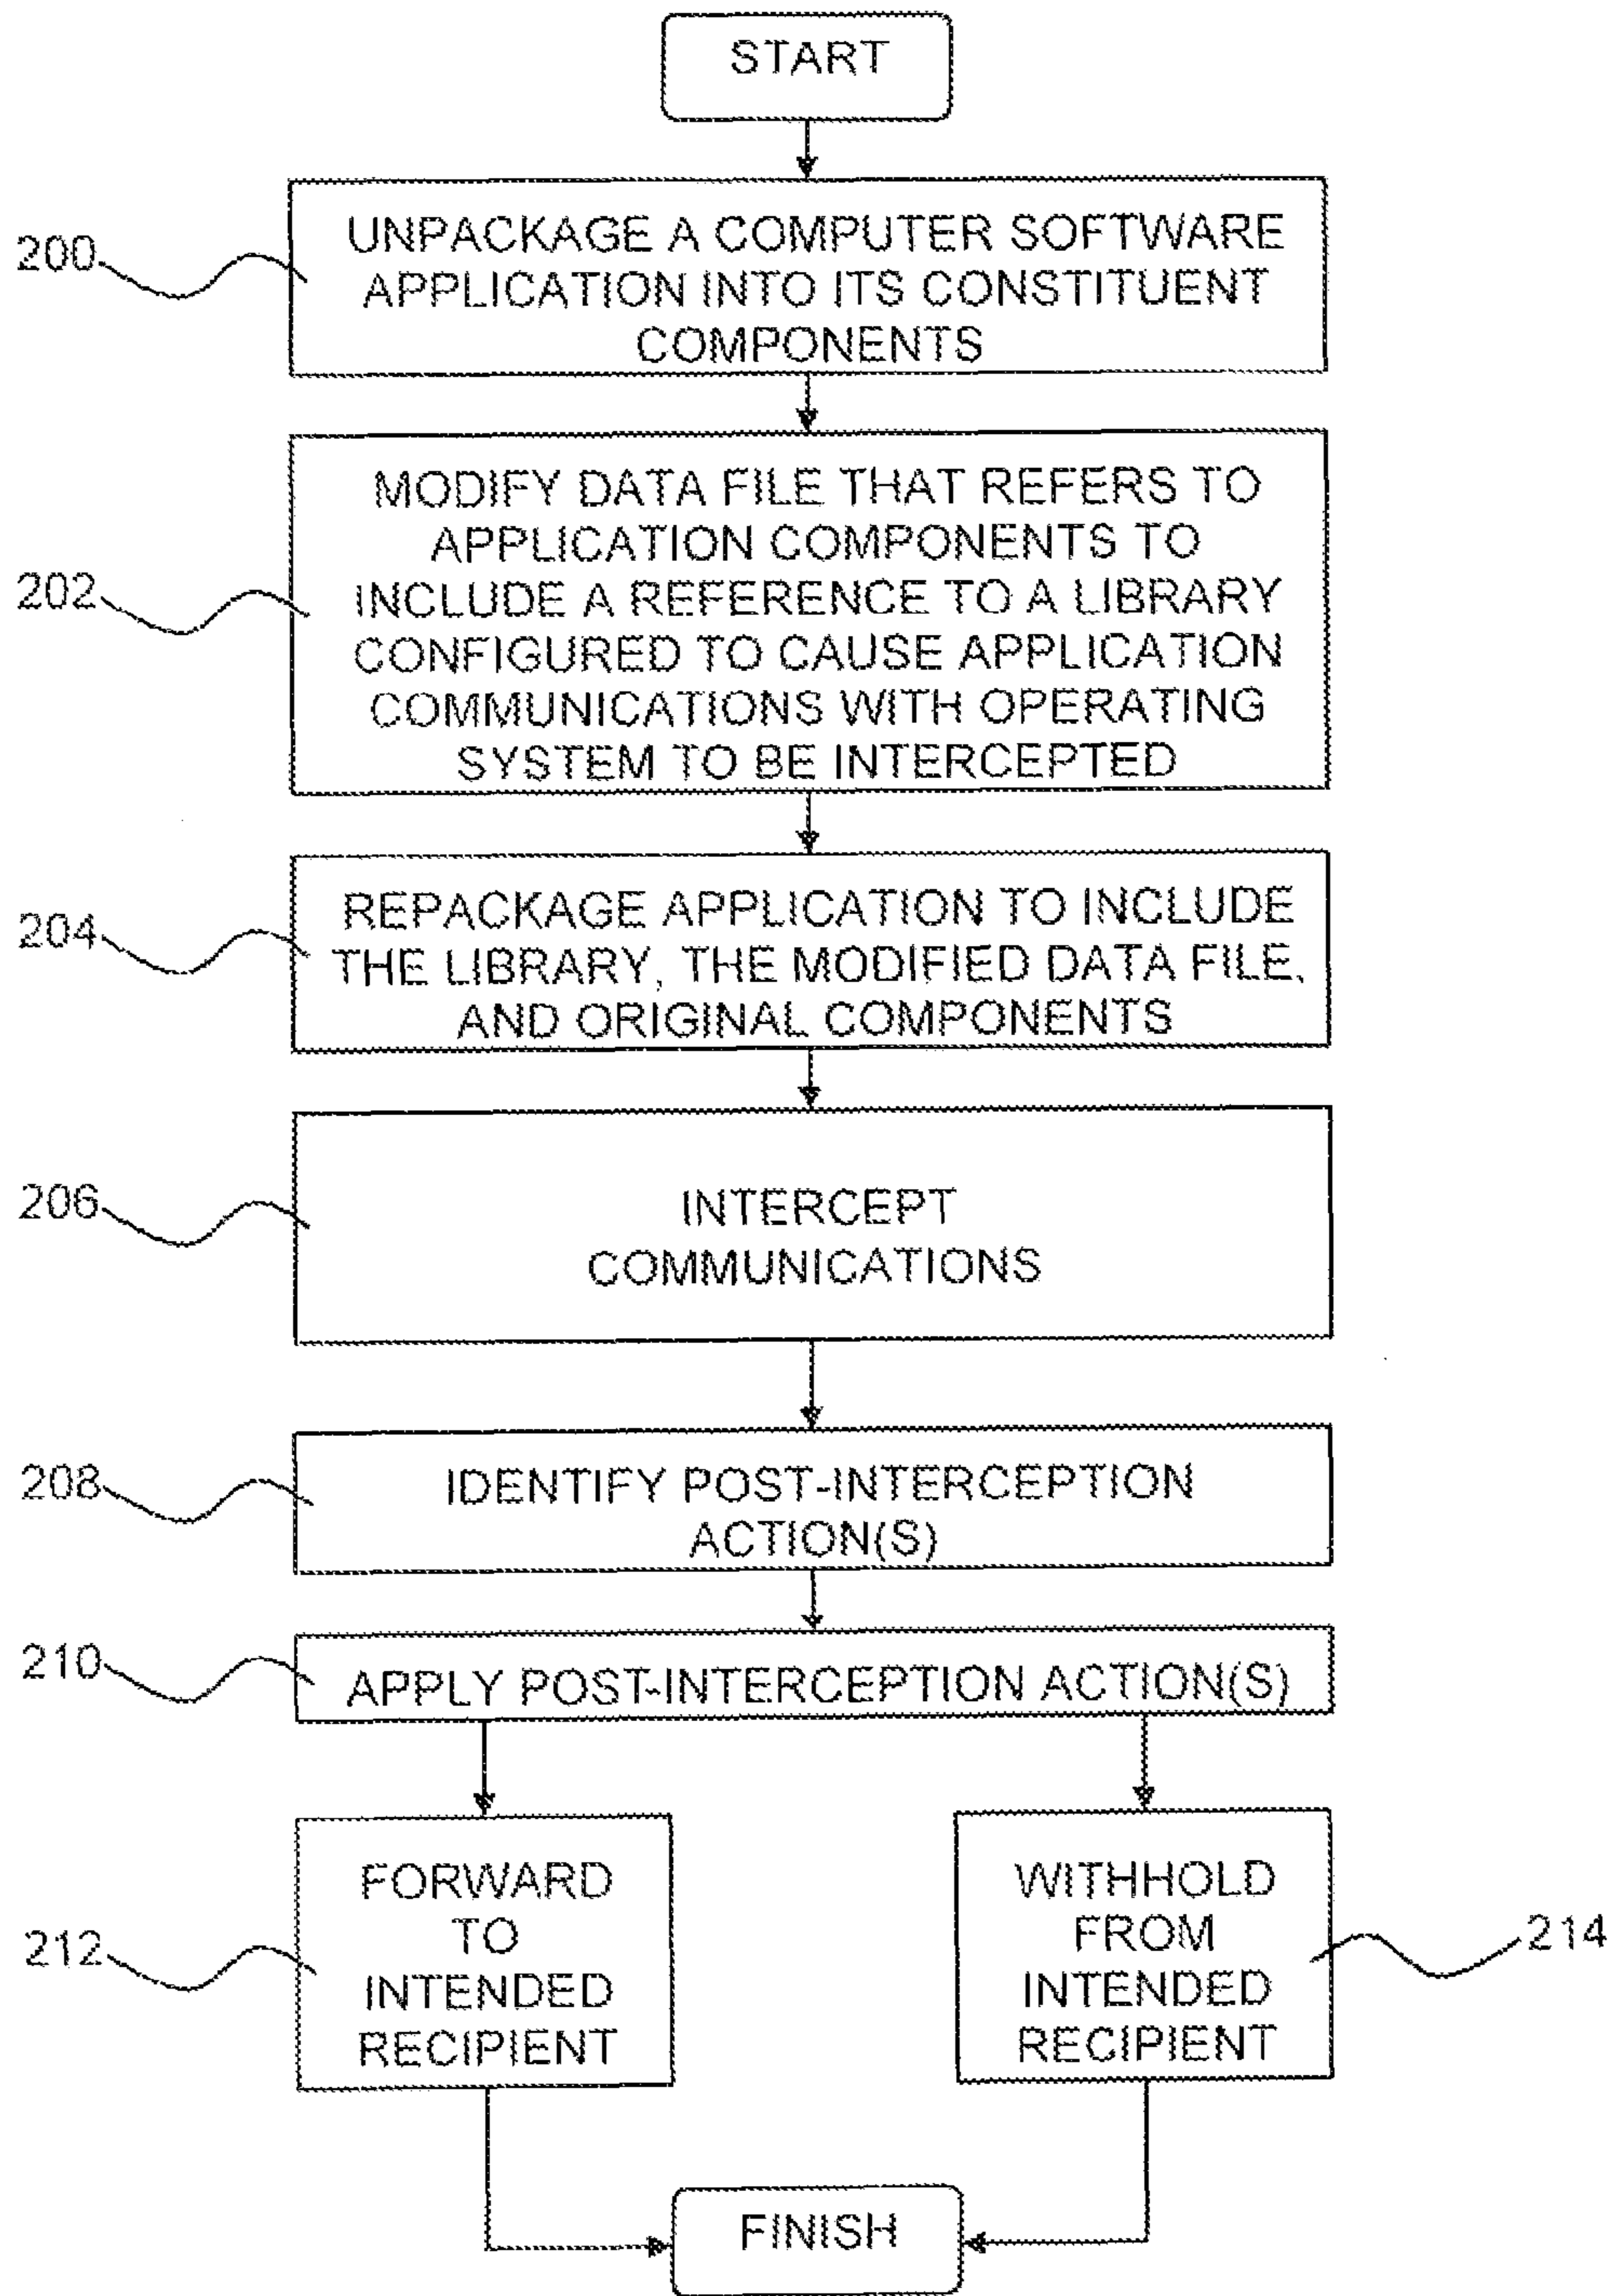 START
200
UNPACKAGE A COMPUTER SOFTWARE
APPLICATION INTO ITS CONSTITUENT
COMPONENTS
202
MODIFY DATA FILE THAT REFERS TO
APPLICATION COMPONENTS TO
INCLUDE A REFERENCE TO A LIBRARY
CONFIGURED TO CAUSE APPLICATION
COMMUNICATIONS WITH OPERATING
SYSTEM TO BE INTERCEPTED
204
REPACKAGE APPLICATION TO INCLUDE
THE LIBRARY, THE MODIFIED DATA FILE,
AND ORIGINAL COMPONENTS
206
INTERCEPT
COMMUNICATIONS
208
IDENTIFY POST-INTERCEPTION
ACTION(S)
210
APPLY POST-INTERCEPTION ACTION(S)
212
FORWARD
TO
INTENDED
RECIPIENT
WITHHOLD
FROM
INTENDED
RECIPIENT
214
FINISH